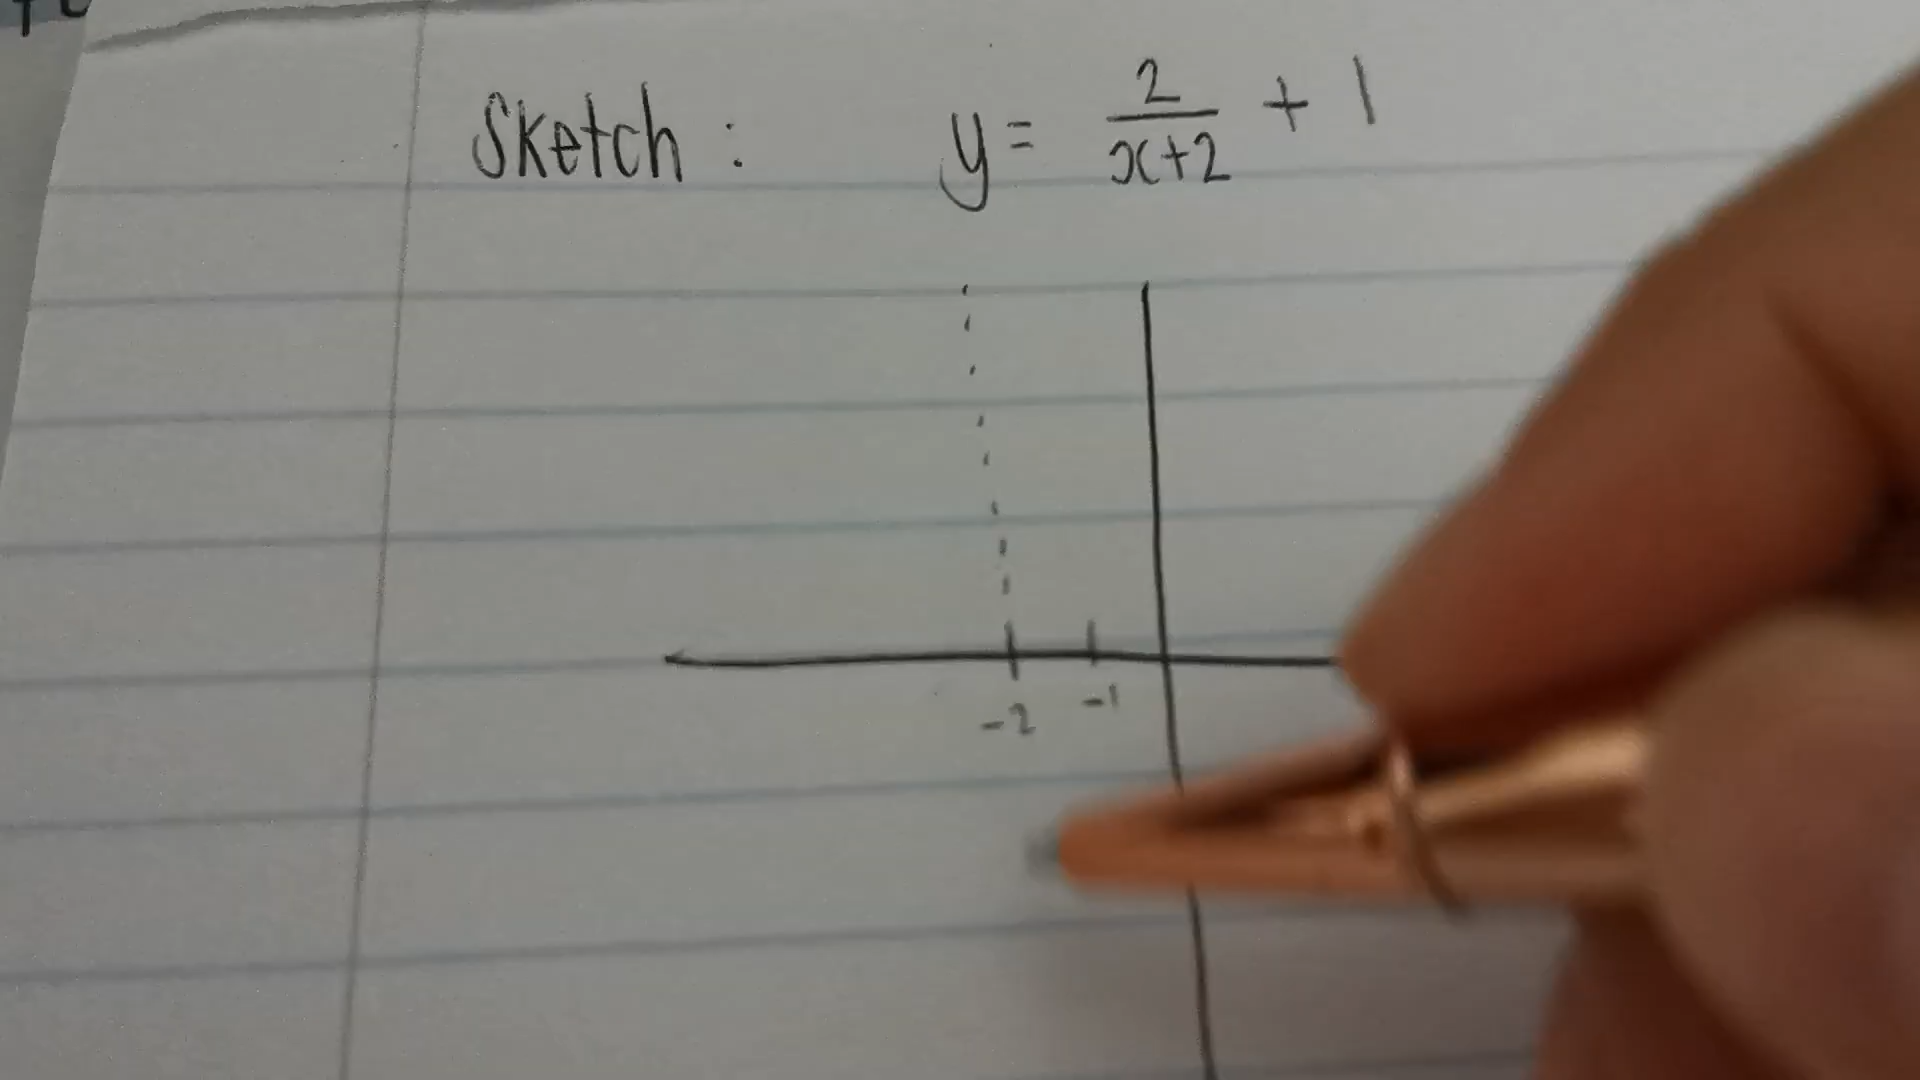 Sketch : y = 2/(x+2) + 1
-2 -1